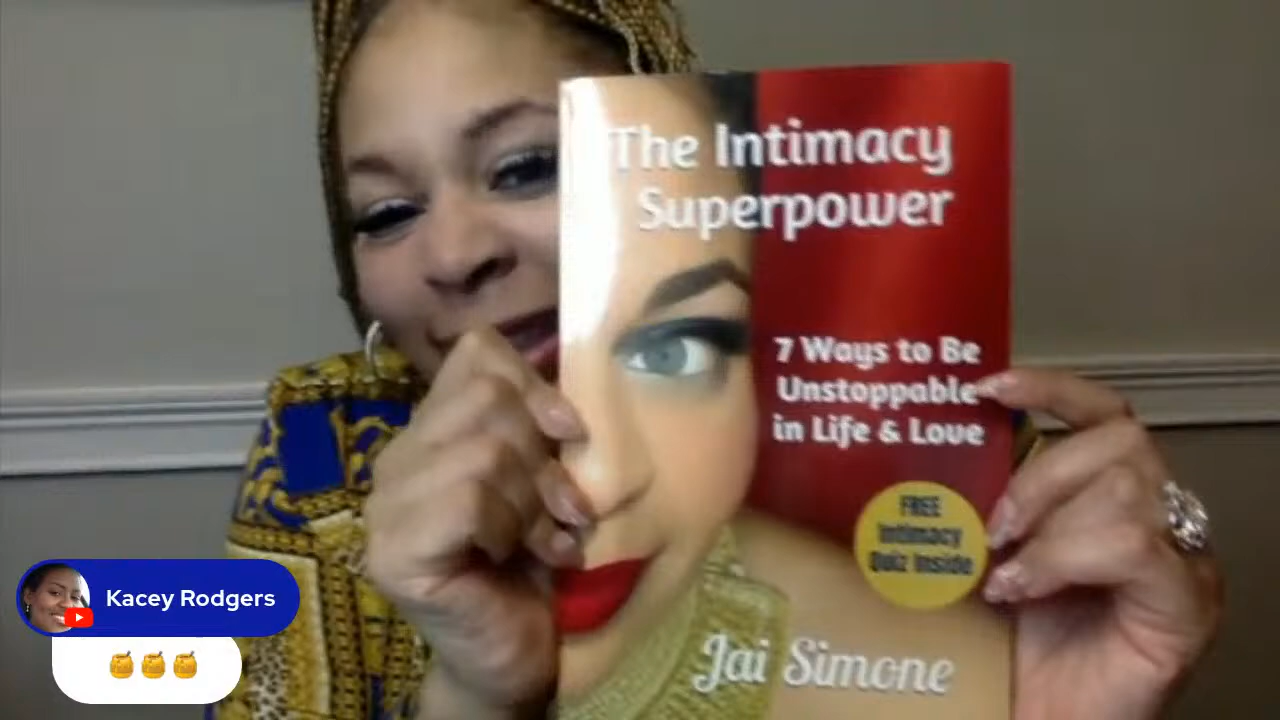 The Intimacy
Superpower
7 Ways to Be
Unstoppable
in Life & Love
FREE
Intimacy
Quiz Inside
Jai Simone
Kacey Rodgers
🍯🍯🍯